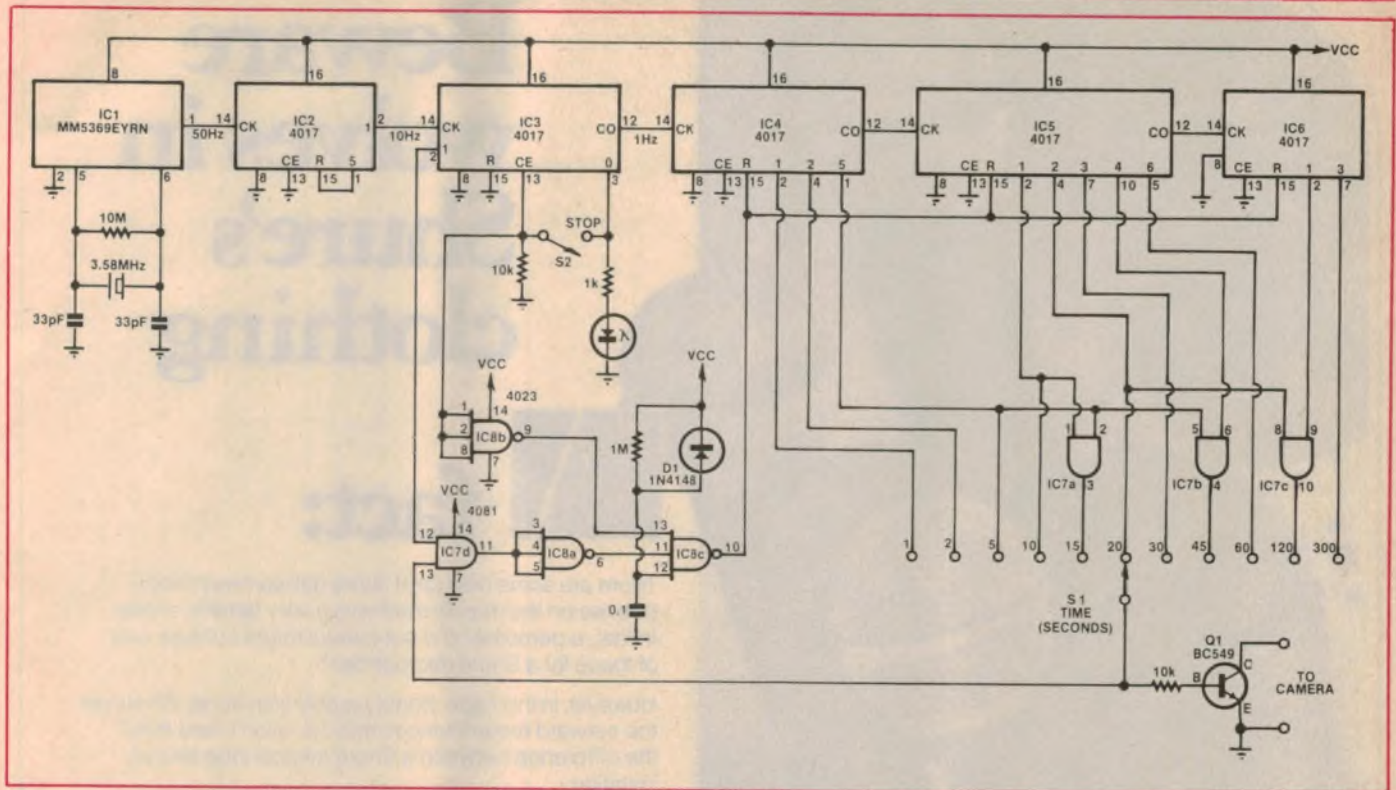 VCC
8
16
16
16
16
16
IC1
MM5369EYRN
1 14
50Hz
CK
IC2
4017
1
2 14
10Hz
CK
1
2
IC3
4017
CO
12 14
1Hz
CK
IC4
4017
CO
12 14
CK
IC5
4017
CO
12 14
CK
8
IC6
4017
2
5
6
CE R 5
8 13 15 1
R CE 0
8 15 13 3
CE R 1 2 5
8 13 15 2 4 1
R 1 2 3 4 6
8 13 15 2 4 7 10 5
CE R 1 3
13 15 2 7
10M
3.58MHz
33pF
33pF
STOP
S2
10k
1k
λ
VCC
4023
1
2
8
14
IC8b
9
7
VCC
1M
D1
1N4148
VCC
4081
12
14
IC7d
11
13
7
3
4
5
IC8a
6
13
11
12
IC8c
10
0.1
1 2
IC7a
3
5 6
IC7b
4
8 9
IC7c
10
1 2 5 10 15 20 30 45 60 120 300
S1
TIME
(SECONDS)
10k
Q1
BC549
B
C
E
TO
CAMERA